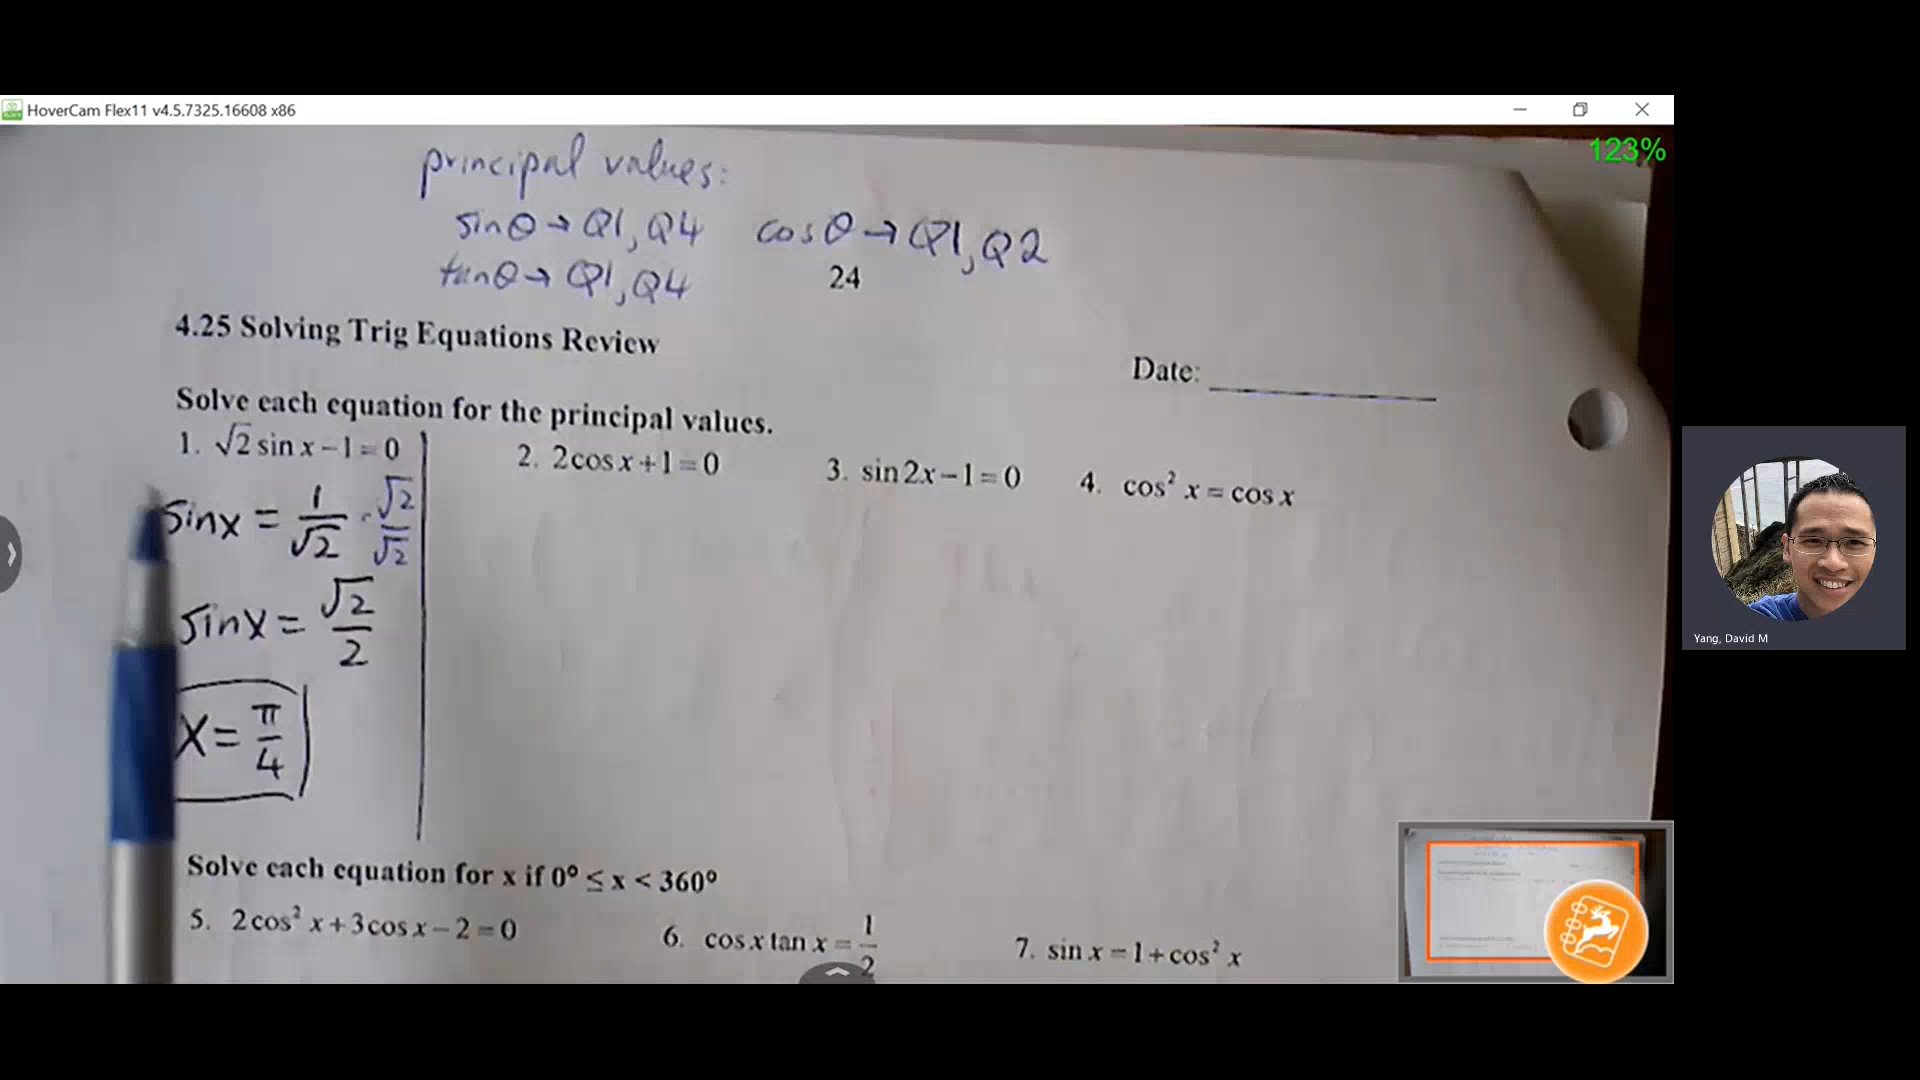 HoverCam Flex11 v4.5.7325.16608 x86
123%
principal values:
sinθ → Q1, Q4 cosθ → Q1, Q2
tanθ → Q1, Q4
24
4.25 Solving Trig Equations Review
Date: ____________
Solve each equation for the principal values.
1. √2 sin x − 1 = 0 2. 2cos x + 1 = 0 3. sin 2x − 1 = 0 4. cos² x = cos x
sinx = 1/√2 · √2/√2
sinx = √2/2
x = π/4
Solve each equation for x if 0° ≤ x < 360°
5. 2cos² x + 3cos x − 2 = 0 6. cos x tan x = 1/2 7. sin x = 1 + cos² x
Yang, David M